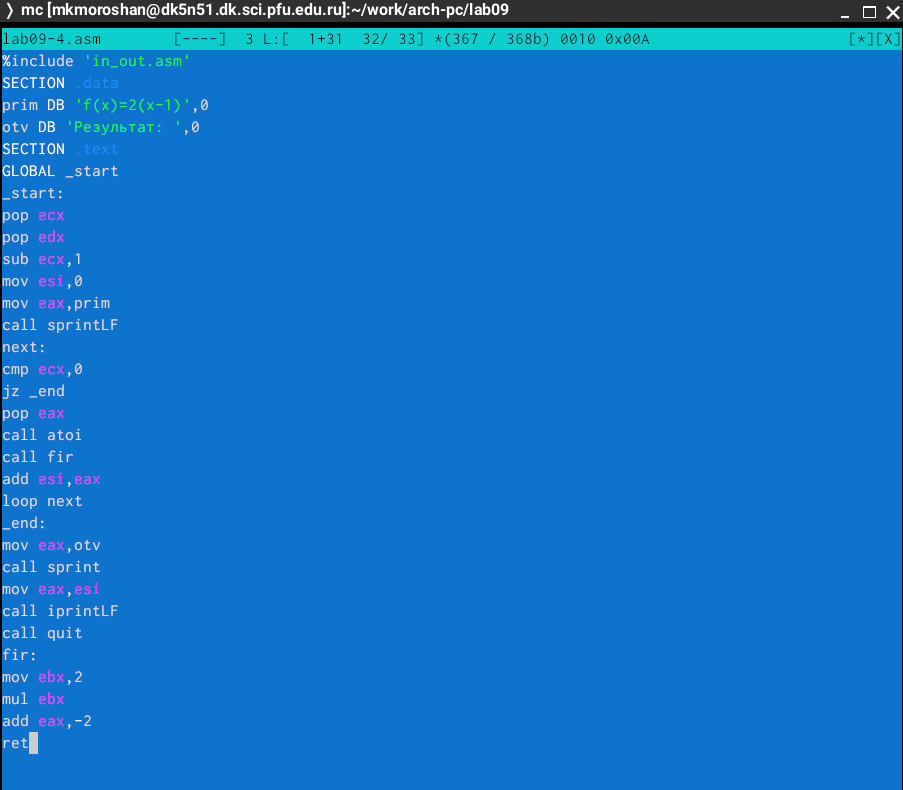 ❭ mc [mkmoroshan@dk5n51.dk.sci.pfu.edu.ru]:~/work/arch-pc/lab09
lab09-4.asm [----] 3 L:[ 1+31 32/ 33] *(367 / 368b) 0010 0x00A [*][X]
%include 'in_out.asm'
SECTION .data
prim DB 'f(x)=2(x-1)',0
otv DB 'Результат: ',0
SECTION .text
GLOBAL _start
_start:
pop ecx
pop edx
sub ecx,1
mov esi,0
mov eax,prim
call sprintLF
next:
cmp ecx,0
jz _end
pop eax
call atoi
call fir
add esi,eax
loop next
_end:
mov eax,otv
call sprint
mov eax,esi
call iprintLF
call quit
fir:
mov ebx,2
mul ebx
add eax,-2
ret